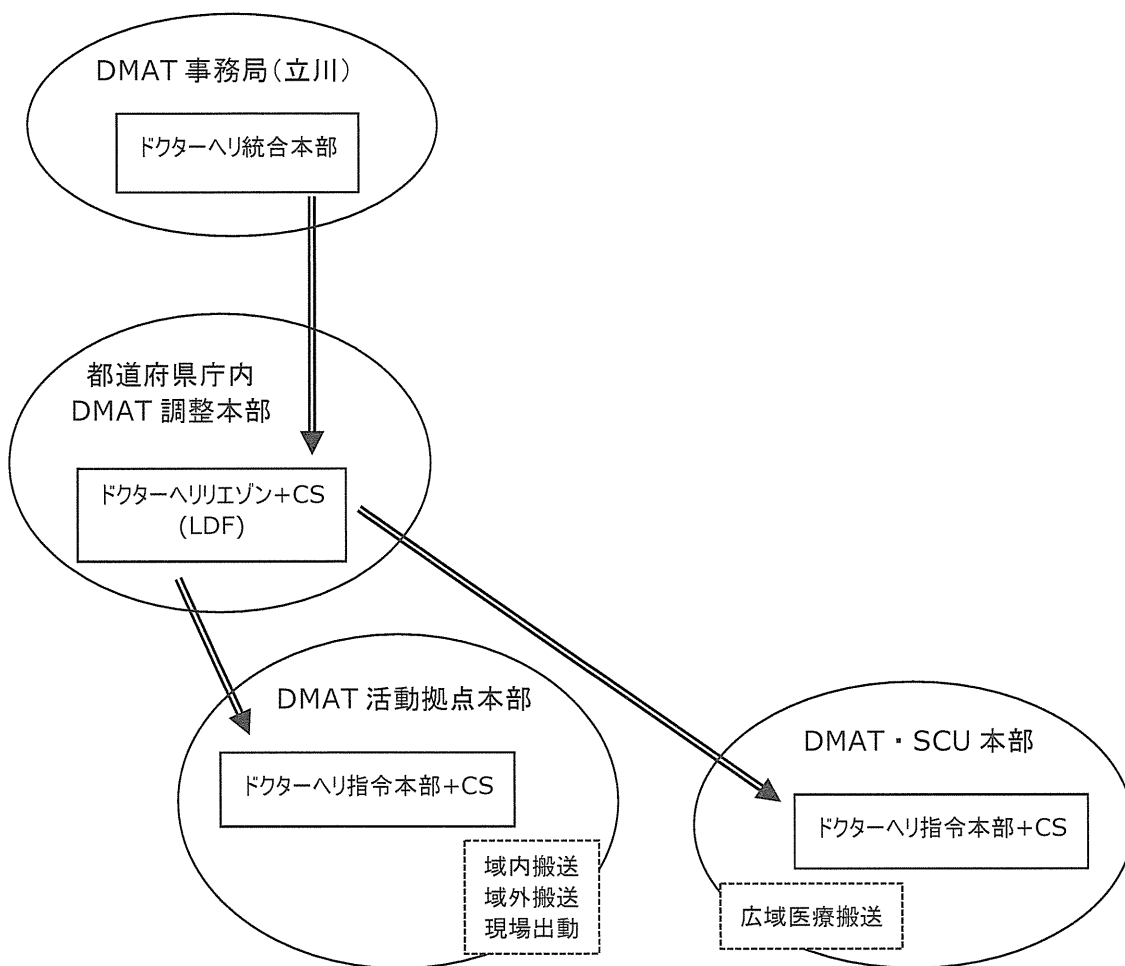 DMAT 事務局（立川）
ドクターヘリ統合本部
都道府県庁内
DMAT 調整本部
ドクターヘリリエゾン+CS
(LDF)
DMAT 活動拠点本部
ドクターヘリ指令本部+CS
域内搬送
域外搬送
現場出動
DMAT・SCU 本部
ドクターヘリ指令本部+CS
広域医療搬送